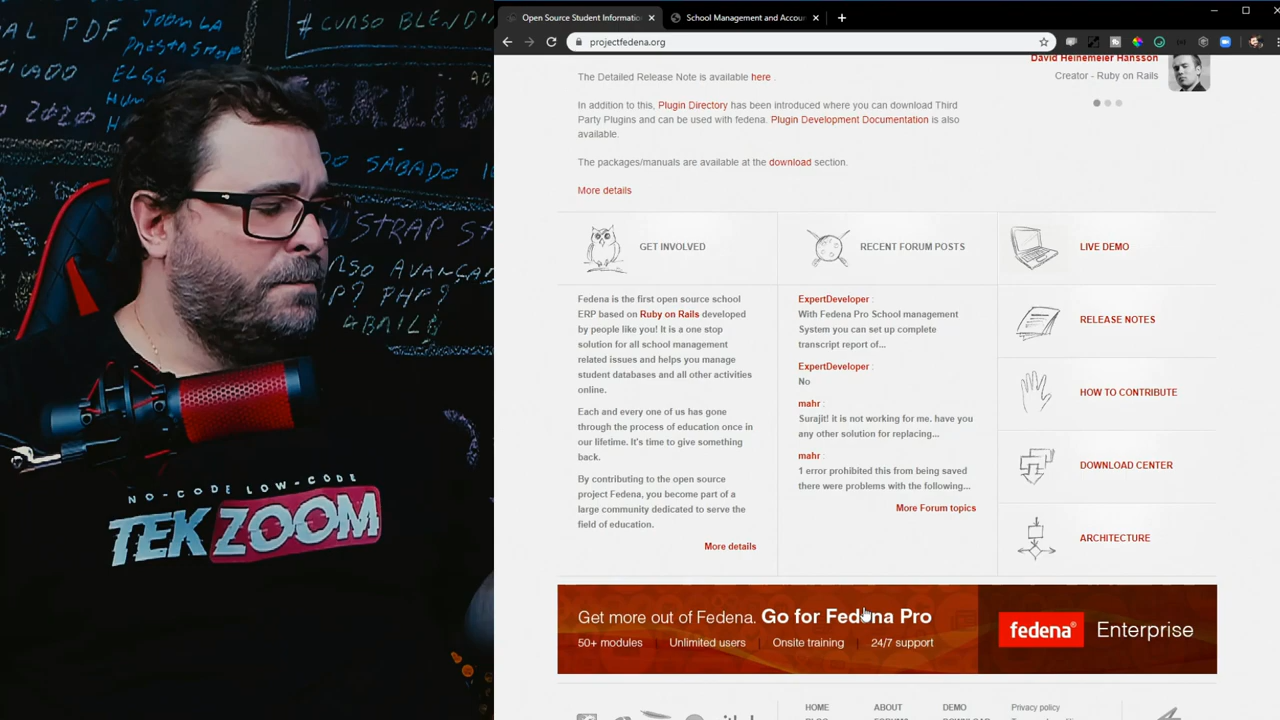 JOOMLA
AL PDF
PRESTASHOP
ELGG
# CURSO BLENDI
SÁBADO
STRAP
CURSO AVANÇA
PHP?
NO-CODE LOW-CODE
TEKZOOM
Open Source Student Informatio
School Management and Accou
projectfedena.org
David Heinemeier Hansson
Creator - Ruby on Rails
The Detailed Release Note is available here .
In addition to this, Plugin Directory has been introduced where you can download Third
Party Plugins and can be used with fedena. Plugin Development Documentation is also
available.
The packages/manuals are available at the download section.
More details
GET INVOLVED
Fedena is the first open source school
ERP based on Ruby on Rails developed
by people like you! It is a one stop
solution for all school management
related issues and helps you manage
student databases and all other activities
online.
Each and every one of us has gone
through the process of education once in
our lifetime. It's time to give something
back.
By contributing to the open source
project Fedena, you become part of a
large community dedicated to serve the
field of education.
More details
RECENT FORUM POSTS
ExpertDeveloper :
With Fedena Pro School management
System you can set up complete
transcript report of...
ExpertDeveloper :
No
mahr :
Surajit! it is not working for me. have you
any other solution for replacing...
mahr :
1 error prohibited this from being saved
there were problems with the following...
More Forum topics
LIVE DEMO
RELEASE NOTES
HOW TO CONTRIBUTE
DOWNLOAD CENTER
ARCHITECTURE
Get more out of Fedena. Go for Fedena Pro
50+ modules | Unlimited users | Onsite training | 24/7 support
fedena® Enterprise
HOME
ABOUT
DEMO
Privacy policy